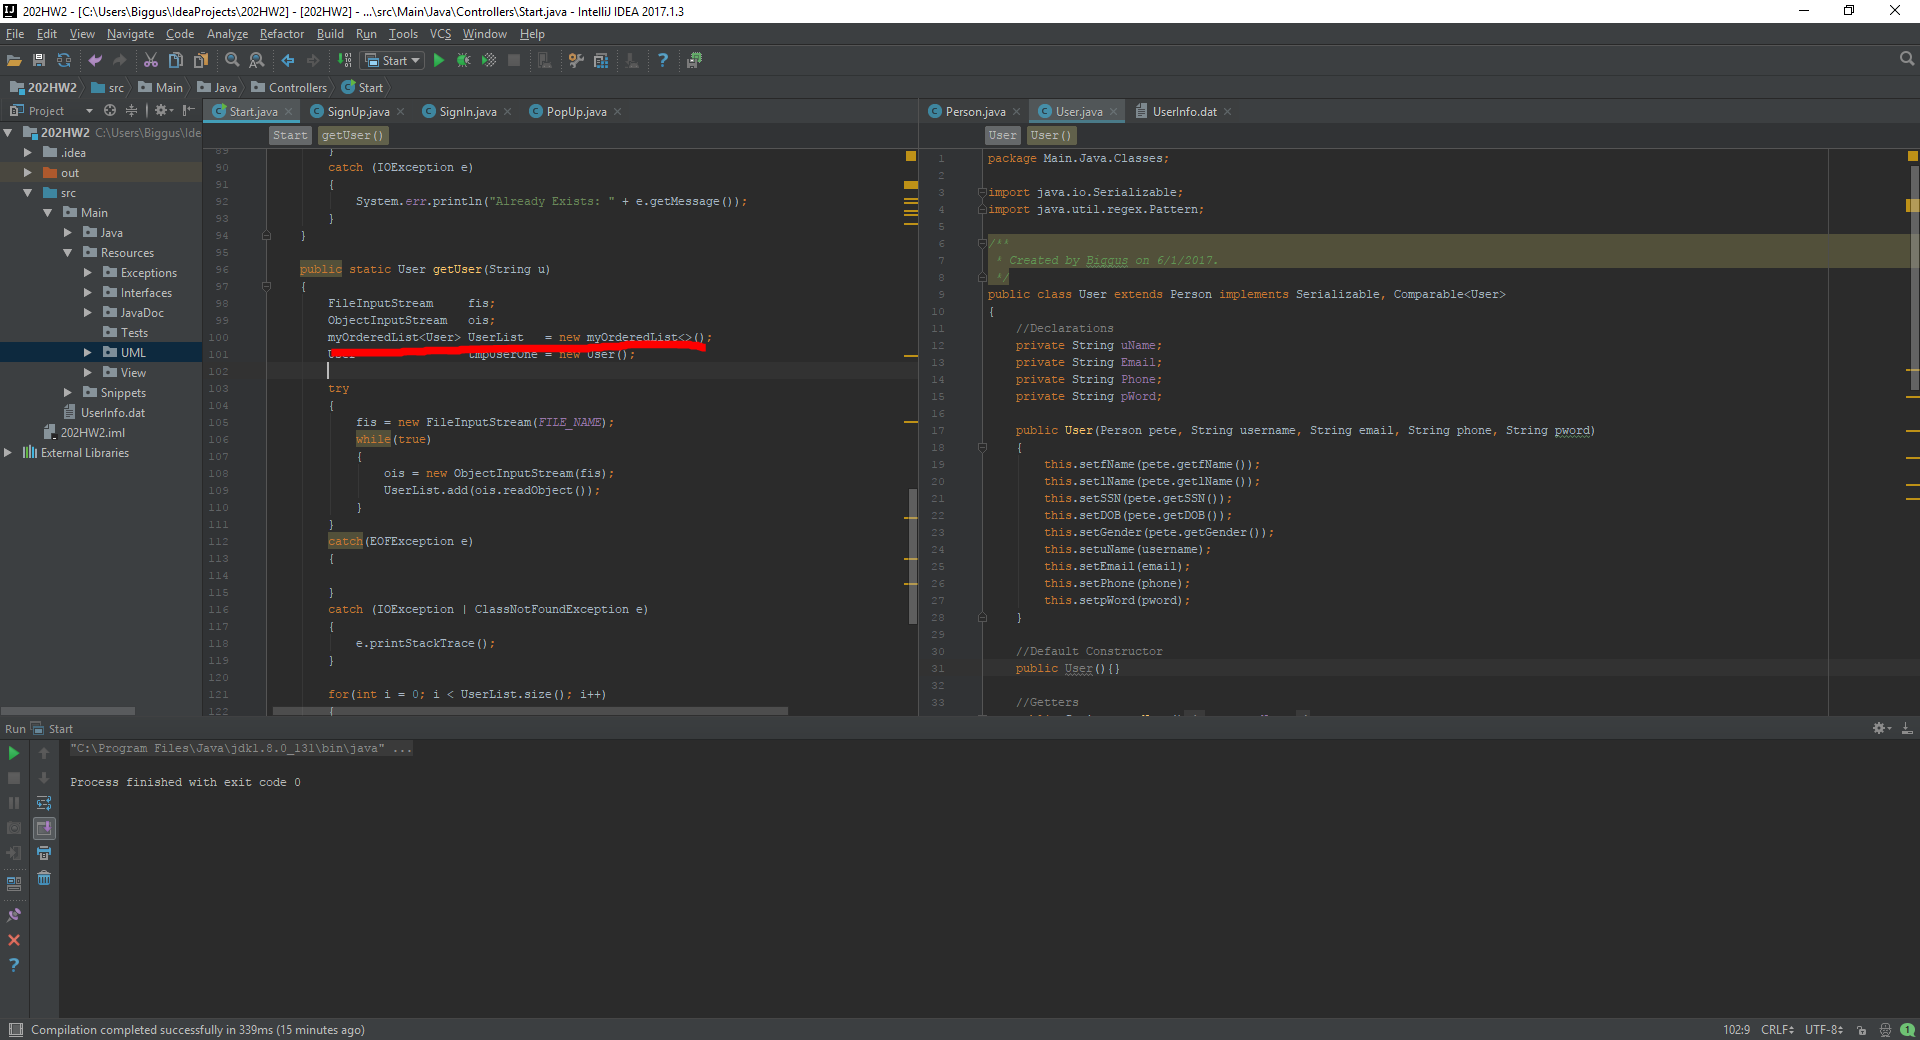 202HW2 - [C:\Users\Biggus\IdeaProjects\202HW2] - [202HW2] - ...\src\Main\Java\Controllers\Start.java - IntelliJ IDEA 2017.1.3
File Edit View Navigate Code Analyze Refactor Build Run Tools VCS Window Help
Start
202HW2 src Main Java Controllers Start
Project
Start.java SignUp.java SignIn.java PopUp.java
Person.java User.java UserInfo.dat
202HW2 C:\Users\Biggus\Ide
.idea
out
src
Main
Java
Resources
Exceptions
Interfaces
JavaDoc
Tests
UML
View
Snippets
UserInfo.dat
202HW2.iml
External Libraries
Start getUser()
89 }
90 catch (IOException e)
91 {
92 System.err.println("Already Exists: " + e.getMessage());
93 }
94 }
95
96 public static User getUser(String u)
97 {
98 FileInputStream fis;
99 ObjectInputStream ois;
100 myOrderedList<User> UserList = new myOrderedList<>();
101 User tmpUserOne = new User();
102
103 try
104 {
105 fis = new FileInputStream(FILE_NAME);
106 while(true)
107 {
108 ois = new ObjectInputStream(fis);
109 UserList.add(ois.readObject());
110 }
111 }
112 catch(EOFException e)
113 {
114
115 }
116 catch (IOException | ClassNotFoundException e)
117 {
118 e.printStackTrace();
119 }
120
121 for(int i = 0; i < UserList.size(); i++)
122 {
User User()
1 package Main.Java.Classes;
2
3 import java.io.Serializable;
4 import java.util.regex.Pattern;
5
6 /**
7 * Created by Biggus on 6/1/2017.
8 */
9 public class User extends Person implements Serializable, Comparable<User>
10 {
11 //Declarations
12 private String uName;
13 private String Email;
14 private String Phone;
15 private String pWord;
16
17 public User(Person pete, String username, String email, String phone, String pword)
18 {
19 this.setfName(pete.getfName());
20 this.setlName(pete.getlName());
21 this.setSSN(pete.getSSN());
22 this.setDOB(pete.getDOB());
23 this.setGender(pete.getGender());
24 this.setuName(username);
25 this.setEmail(email);
26 this.setPhone(phone);
27 this.setpWord(pword);
28 }
29
30 //Default Constructor
31 public User(){}
32
33 //Getters
Run Start
"C:\Program Files\Java\jdk1.8.0_131\bin\java" ...
Process finished with exit code 0
Compilation completed successfully in 339ms (15 minutes ago)
102:9 CRLF UTF-8 1